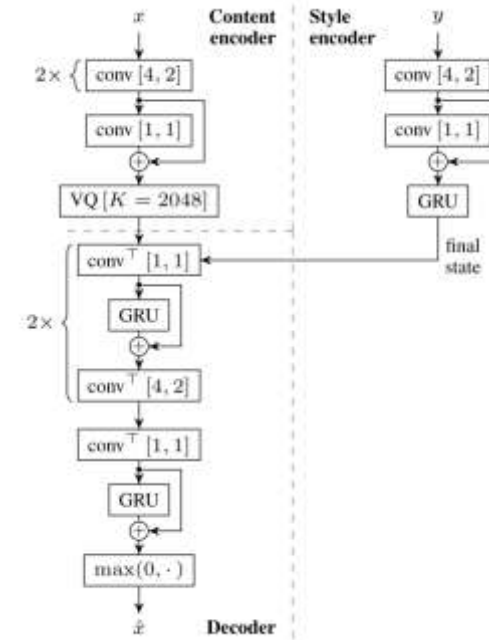 x
Content
encoder
2× { conv [4, 2]
conv [1, 1]
+
VQ [K = 2048]
Style
encoder
y
conv [4, 2]
conv [1, 1]
+
GRU
final
state
2× { conv⊤ [1, 1]
GRU
+
conv⊤ [4, 2]
conv⊤ [1, 1]
GRU
+
max(0, ·)
x̂
Decoder